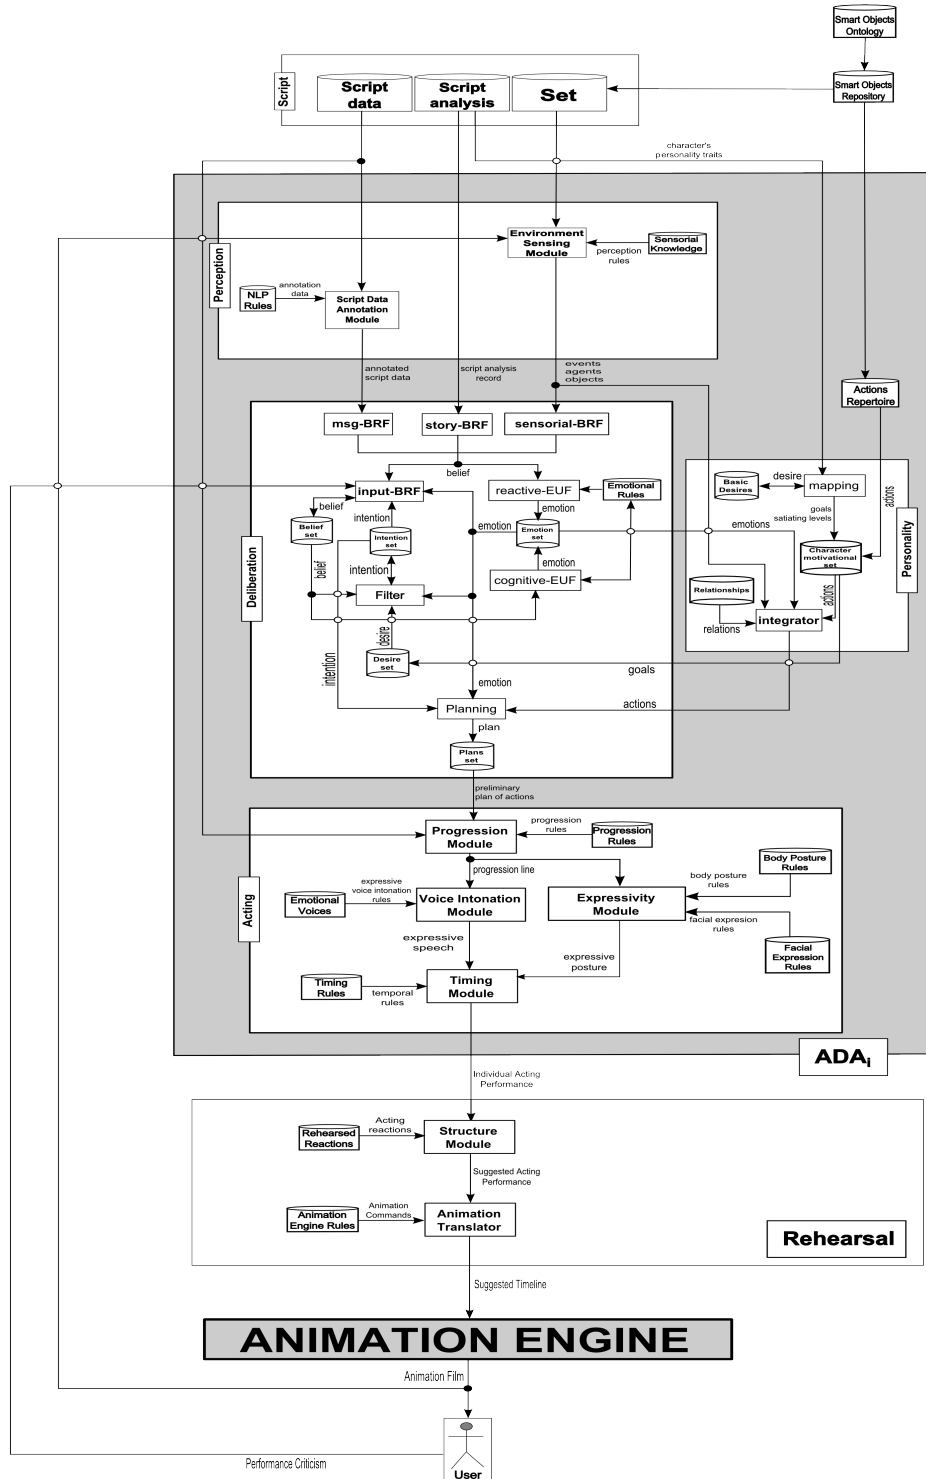 Smart Objects
Ontology
Script
Script
data
Script
analysis
Set
Smart Objects
Repository
character's
personality traits
Perception
Environment
Sensing
Module
Sensorial
Knowledge
perception
rules
NLP
Rules
annotation
data
Script Data
Annotation
Module
annotated
script data
script analysis
record
events
agents
objects
Actions
Repertoire
actions
Deliberation
msg-BRF
story-BRF
sensorial-BRF
belief
input-BRF
reactive-EUF
Emotional
Rules
belief
intention
emotion
Belief
set
Intention
set
emotion
Emotion
set
emotions
belief
intention
emotion
cognitive-EUF
Filter
desire
Desire
set
intention
goals
emotion
Planning
actions
plan
Plans
set
Personality
Basic
Desires
desire
mapping
goals
satiating levels
Character
motivational
set
Relationships
actions
integrator
relations
preliminary
plan of actions
Acting
Progression
Module
progression
rules
Progression
Rules
progression line
Body Posture
Rules
body posture
rules
Emotional
Voices
expressive
voice intonation
rules
Voice Intonation
Module
Expressivity
Module
facial expresion
rules
Facial
Expression
Rules
expressive
speech
expressive
posture
Timing
Rules
temporal
rules
Timing
Module
ADAi
Individual Acting
Performance
Rehearsed
Reactions
Acting
reactions
Structure
Module
Suggested Acting
Performance
Animation
Engine Rules
Animation
Commands
Animation
Translator
Rehearsal
Suggested Timeline
ANIMATION ENGINE
Animation Film
Performance Criticism
User